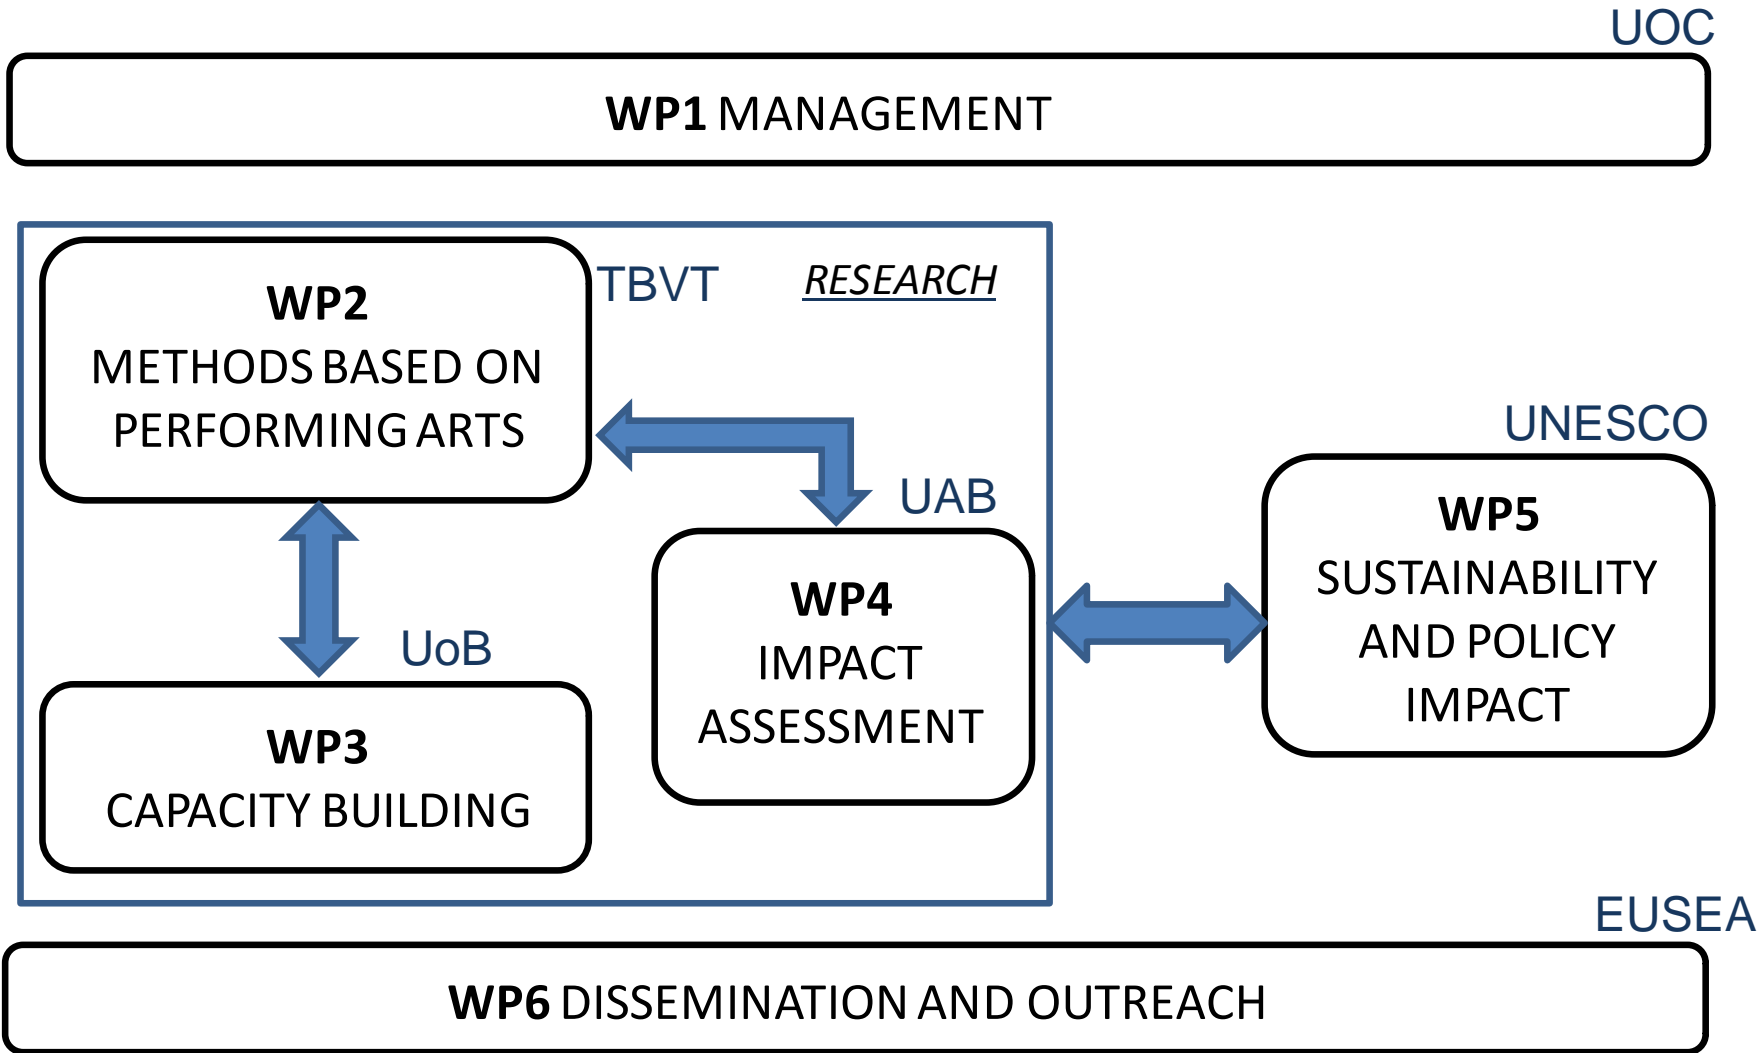 UOC
WP1 MANAGEMENT
WP2
METHODS BASED ON
PERFORMING ARTS
TBVT
RESEARCH
UoB
WP3
CAPACITY BUILDING
UAB
WP4
IMPACT
ASSESSMENT
UNESCO
WP5
SUSTAINABILITY
AND POLICY
IMPACT
EUSEA
WP6 DISSEMINATION AND OUTREACH